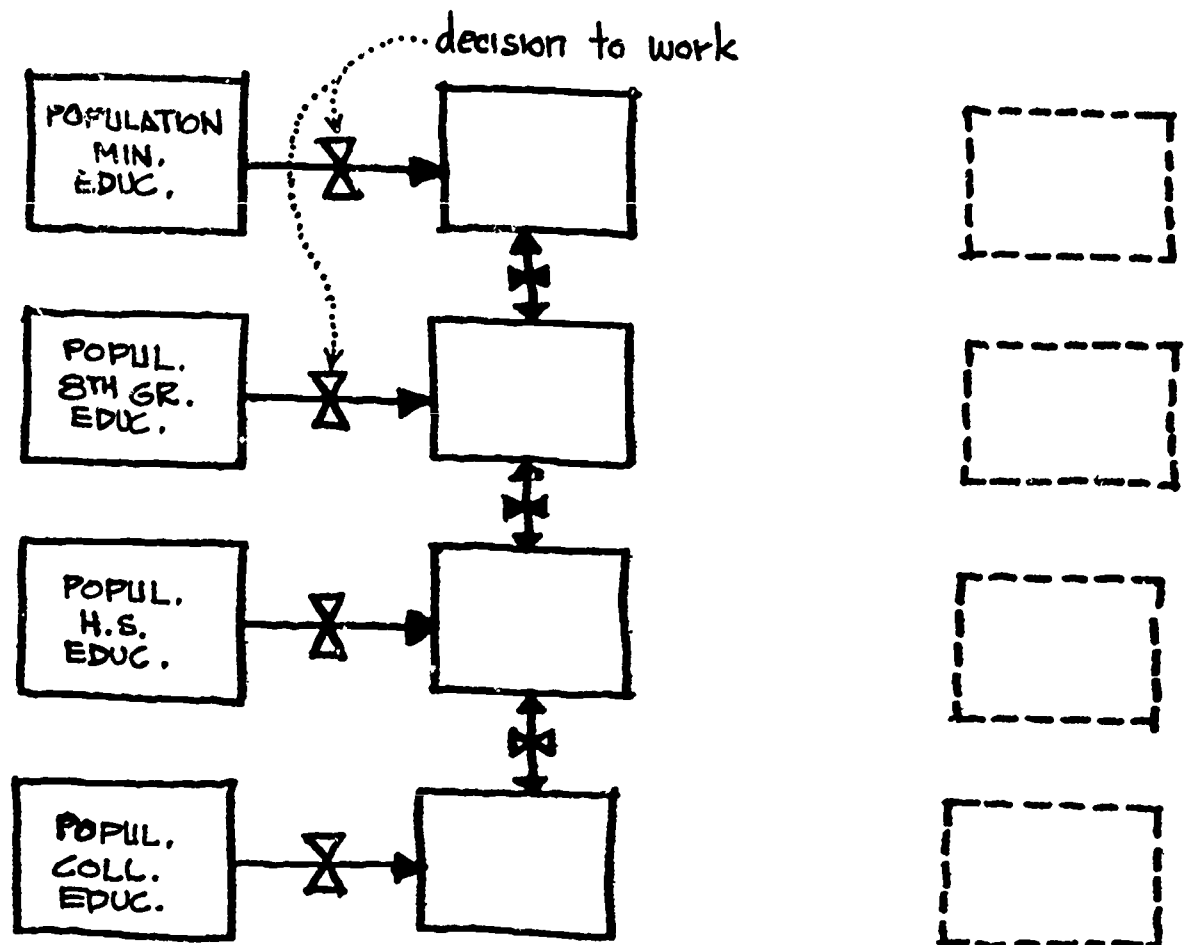 decision to work
POPULATION
MIN.
EDUC.
POPUL.
8TH GR.
EDUC.
POPUL.
H.S.
EDUC.
POPUL.
COLL.
EDUC.